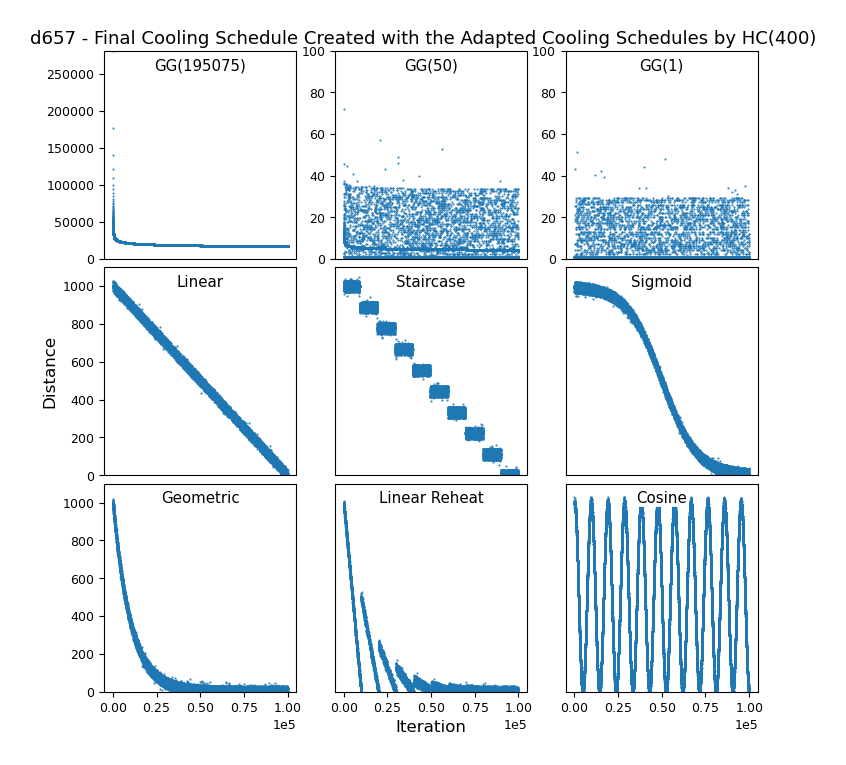 d657 - Final Cooling Schedule Created with the Adapted Cooling Schedules by HC(400)
GG(195075)
250000
200000
150000
100000
50000
0
GG(50)
100
80
60
40
20
0
GG(1)
100
80
60
40
20
0
Distance
Linear
1000
800
600
400
200
0
Staircase
Sigmoid
Geometric
1000
800
600
400
200
0
0.00 0.25 0.50 0.75 1.00
1e5
Linear Reheat
0.00 0.25 0.50 0.75 1.00
1e5
Cosine
0.00 0.25 0.50 0.75 1.00
1e5
Iteration